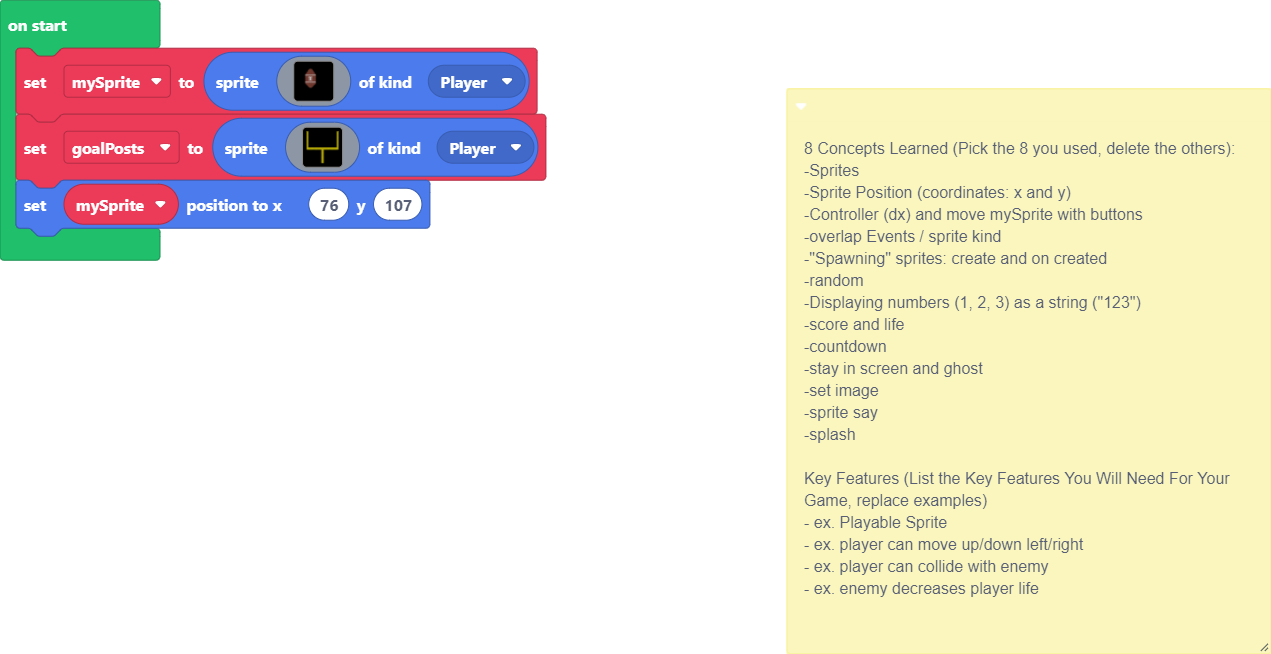 on start
set mySprite to sprite of kind Player
set goalPosts to sprite of kind Player
set mySprite position to x 76 y 107
8 Concepts Learned (Pick the 8 you used, delete the others):
-Sprites
-Sprite Position (coordinates: x and y)
-Controller (dx) and move mySprite with buttons
-overlap Events / sprite kind
-"Spawning" sprites: create and on created
-random
-Displaying numbers (1, 2, 3) as a string ("123")
-score and life
-countdown
-stay in screen and ghost
-set image
-sprite say
-splash
Key Features (List the Key Features You Will Need For Your
Game, replace examples)
- ex. Playable Sprite
- ex. player can move up/down left/right
- ex. player can collide with enemy
- ex. enemy decreases player life